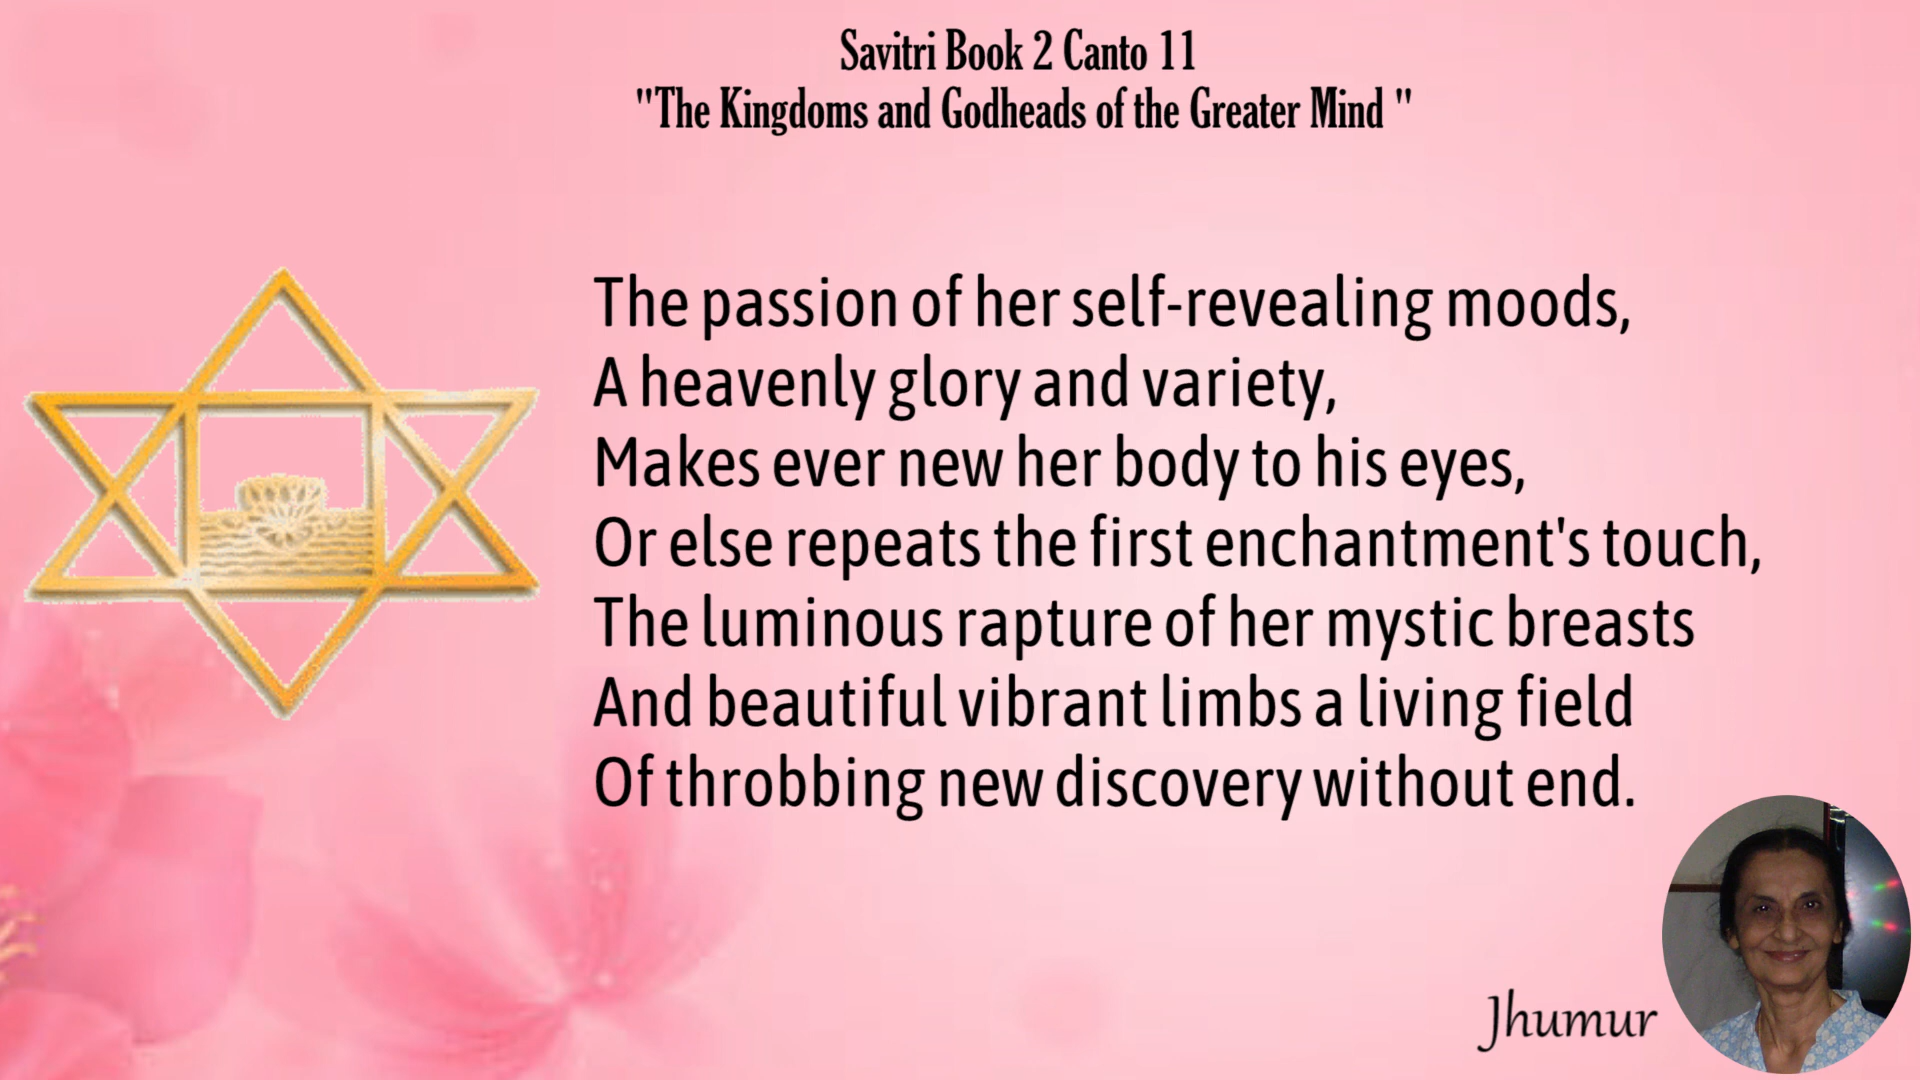 Savitri Book 2 Canto 11
"The Kingdoms and Godheads of the Greater Mind "
The passion of her self-revealing moods,
A heavenly glory and variety,
Makes ever new her body to his eyes,
Or else repeats the first enchantment's touch,
The luminous rapture of her mystic breasts
And beautiful vibrant limbs a living field
Of throbbing new discovery without end.
Jhumur